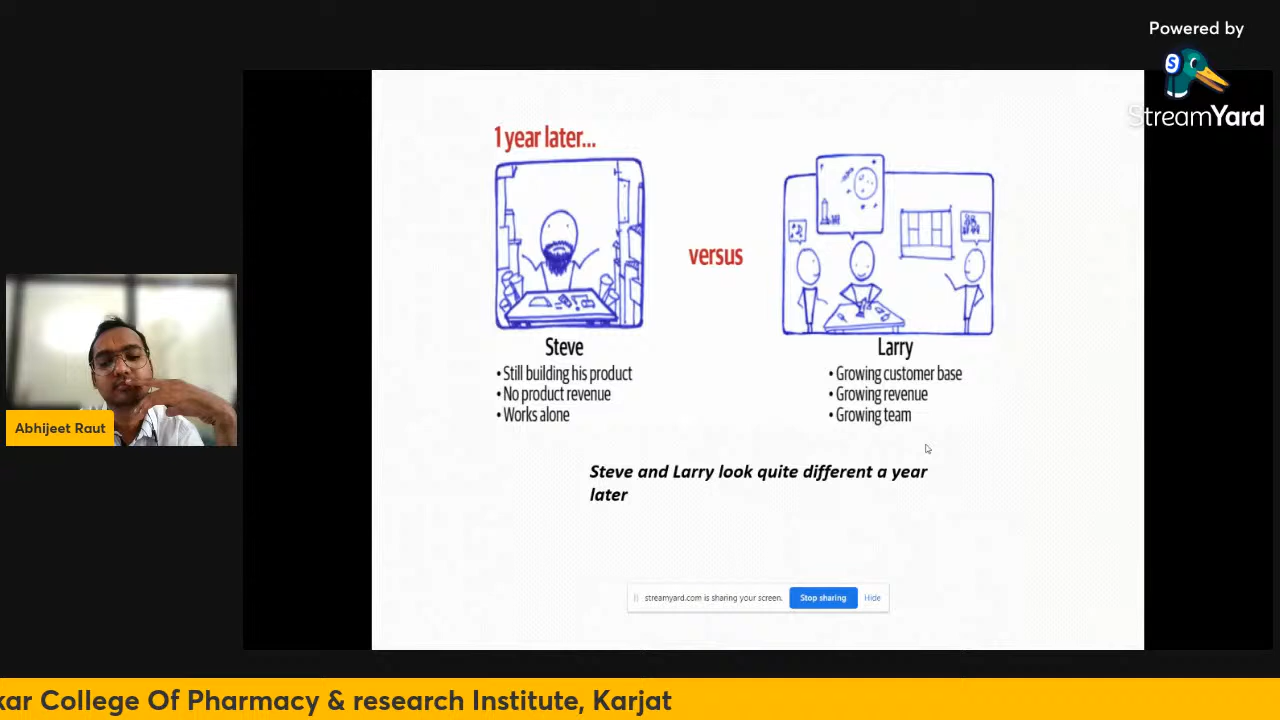 Powered by
StreamYard
1 year later...
versus
Steve
• Still building his product
• No product revenue
• Works alone
Larry
• Growing customer base
• Growing revenue
• Growing team
Steve and Larry look quite different a year
later
Abhijeet Raut
streamyard.com is sharing your screen.
Stop sharing
Hide
kar College Of Pharmacy & research Institute, Karjat